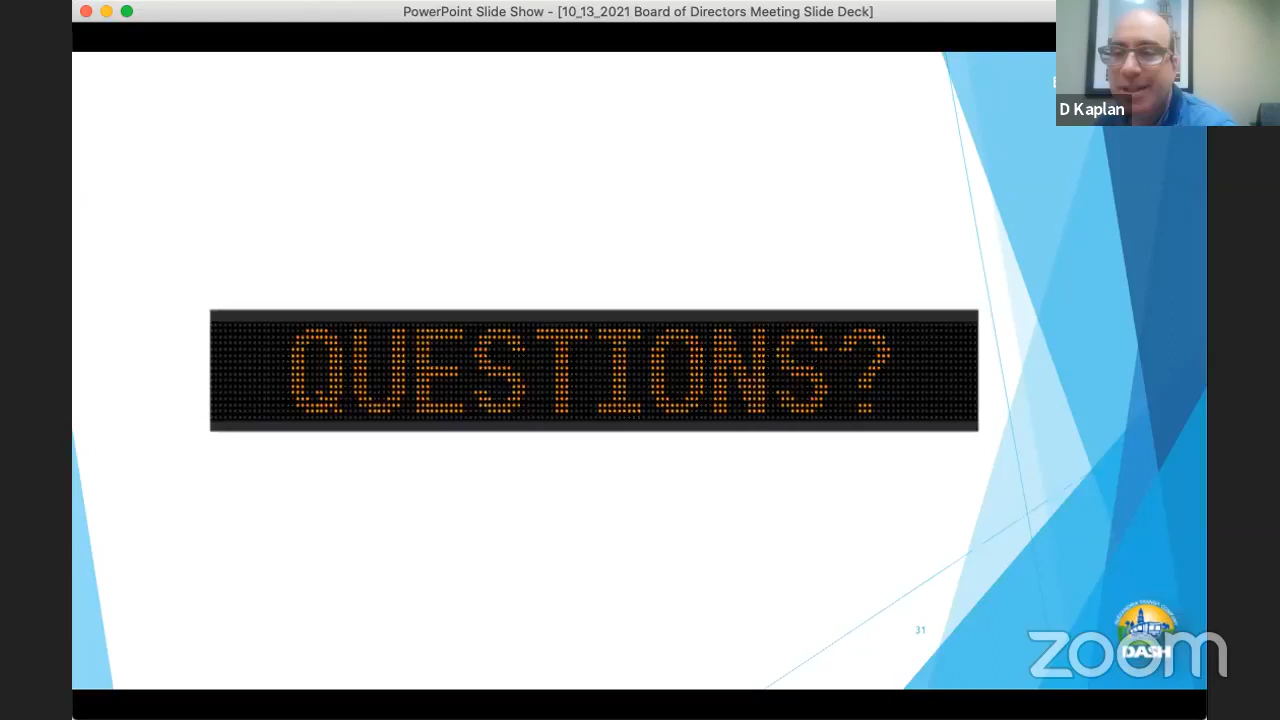 PowerPoint Slide Show - [10_13_2021 Board of Directors Meeting Slide Deck]
D Kaplan
QUESTIONS?
31
DASH
zoom